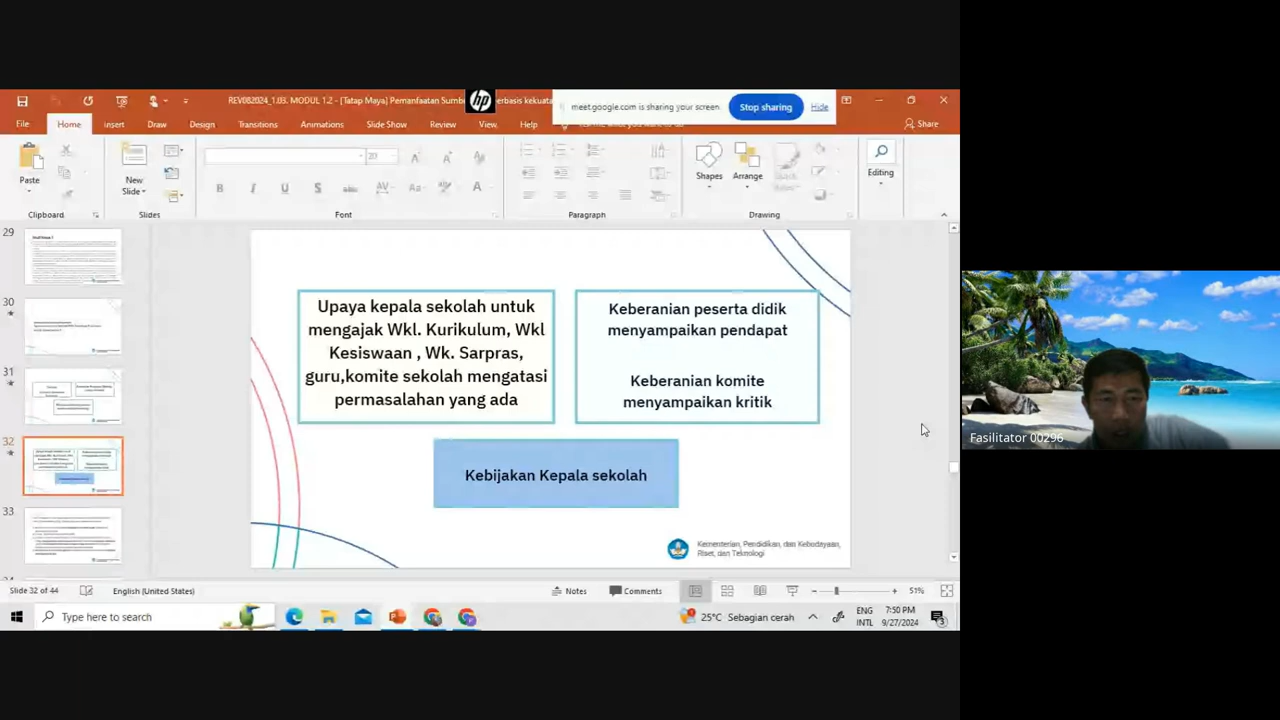 REV082024_1.03. MODUL 1.2 - [Tatap Maya] Pemanfaatan Sumb
erbasis kekuata
meet.google.com is sharing your screen.
Stop sharing
Hide
File
Home
Insert
Draw
Design
Transitions
Animations
Slide Show
Review
View
Help
Share
Paste
New
Slide
20
Shapes
Arrange
Editing
Clipboard
Slides
Font
Paragraph
Drawing
29
30
31
32
33
Upaya kepala sekolah untuk
mengajak Wkl. Kurikulum, Wkl
Kesiswaan , Wk. Sarpras,
guru,komite sekolah mengatasi
permasalahan yang ada
Keberanian peserta didik
menyampaikan pendapat
Keberanian komite
menyampaikan kritik
Kebijakan Kepala sekolah
Kementerian, Pendidikan, dan Kebudayaan,
Riset, dan Teknologi
Fasilitator 00296
Slide 32 of 44
English (United States)
Notes
Comments
51%
Type here to search
25°C Sebagian cerah
ENG
INTL
7:50 PM
9/27/2024
3